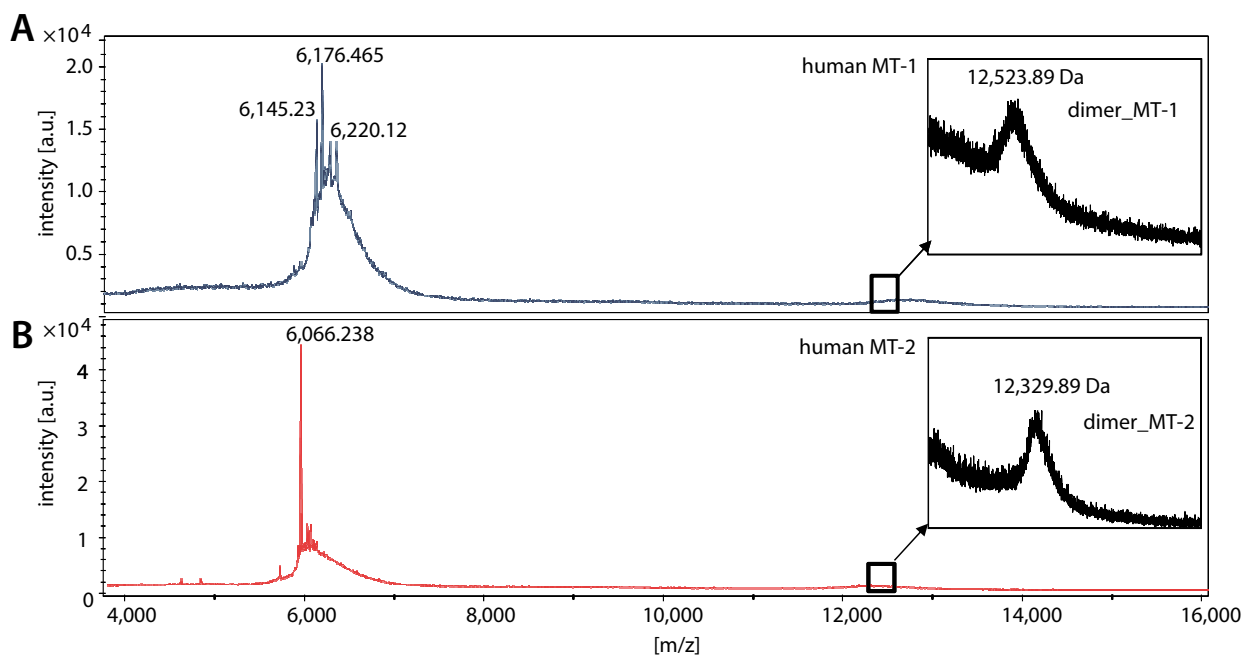 A
×10⁴
2.0
1.5
1.0
0.5
intensity [a.u.]
6,176.465
6,145.23
6,220.12
human MT-1
12,523.89 Da
dimer_MT-1
B
×10⁴
4
3
2
1
0
intensity [a.u.]
6,066.238
human MT-2
12,329.89 Da
dimer_MT-2
4,000 6,000 8,000 10,000 12,000 14,000 16,000
[m/z]